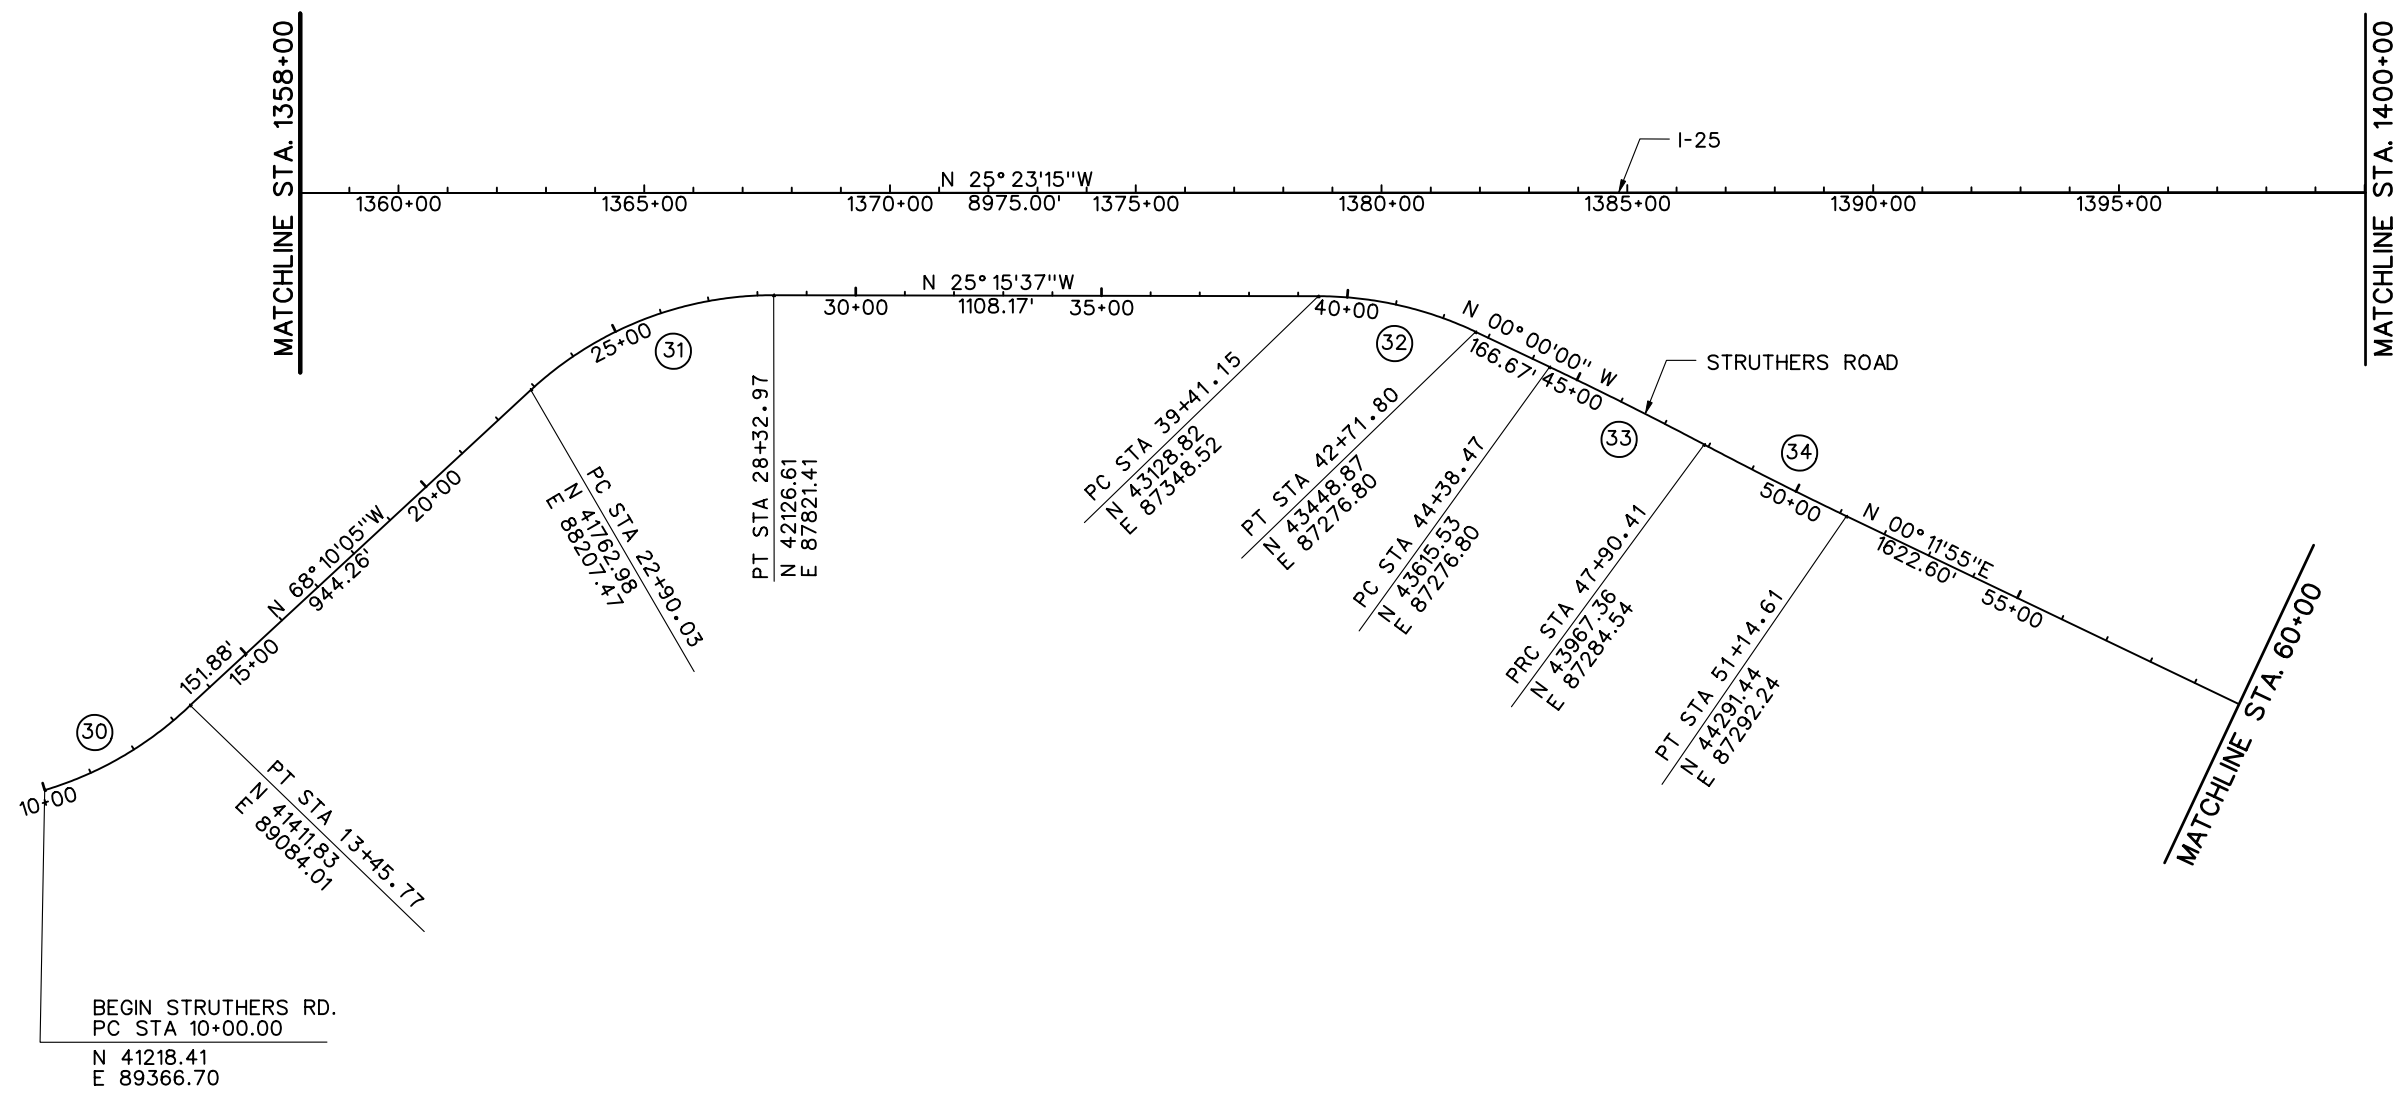 MATCHLINE STA. 1358+00
MATCHLINE STA. 1400+00
I-25
N 25°23'15"W
1360+00
1365+00
1370+00
8975.00'
1375+00
1380+00
1385+00
1390+00
1395+00
N 25°15'37"W
30+00
1108.17'
35+00
40+00
25+00
31
32
N 00°00'00" W
166.67'
45+00
STRUTHERS ROAD
33
34
50+00
N 00°11'55"E
1622.60'
55+00
MATCHLINE STA. 60+00
PC STA 39+41.15
N 43128.82
E 87348.52
PT STA 42+71.80
N 43448.87
E 87276.80
PC STA 44+38.47
N 43615.53
E 87276.80
PRC STA 47+90.41
N 43967.36
E 87284.54
PT STA 51+14.61
N 44291.44
E 87292.24
PT STA 28+32.97
N 42126.61
E 87821.41
PC STA 22+90.03
N 41762.98
E 88207.47
20+00
N 68°10'05"W
944.26'
151.88'
15+00
30
10+00
PT STA 13+45.77
N 41411.83
E 89084.01
BEGIN STRUTHERS RD.
PC STA 10+00.00
N 41218.41
E 89366.70